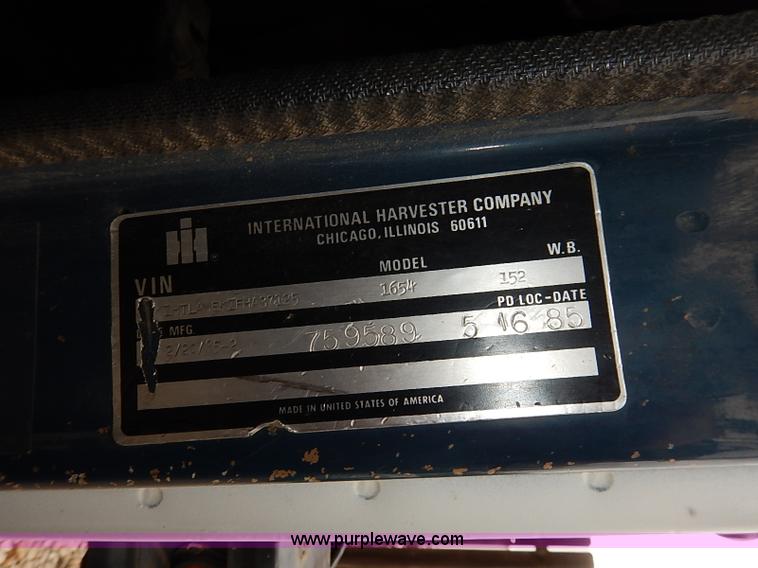 INTERNATIONAL HARVESTER COMPANY
CHICAGO, ILLINOIS 60611
VIN MODEL W.B.
1654 152
MFG PD LOC-DATE
759589 5 16 85
MADE IN UNITED STATES OF AMERICA
www.purplewave.com